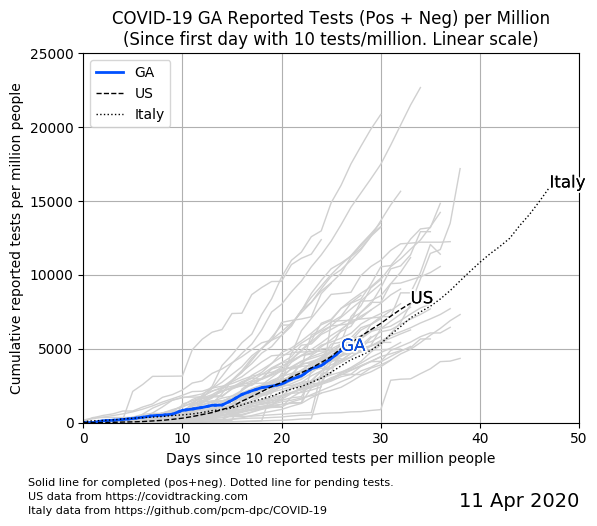 COVID-19 GA Reported Tests (Pos + Neg) per Million
(Since first day with 10 tests/million. Linear scale)
Cumulative reported tests per million people
25000
20000
15000
10000
5000
0
GA
US
Italy
Italy
US
GA
0
10
20
30
40
50
Days since 10 reported tests per million people
Solid line for completed (pos+neg). Dotted line for pending tests.
US data from https://covidtracking.com
Italy data from https://github.com/pcm-dpc/COVID-19
11 Apr 2020